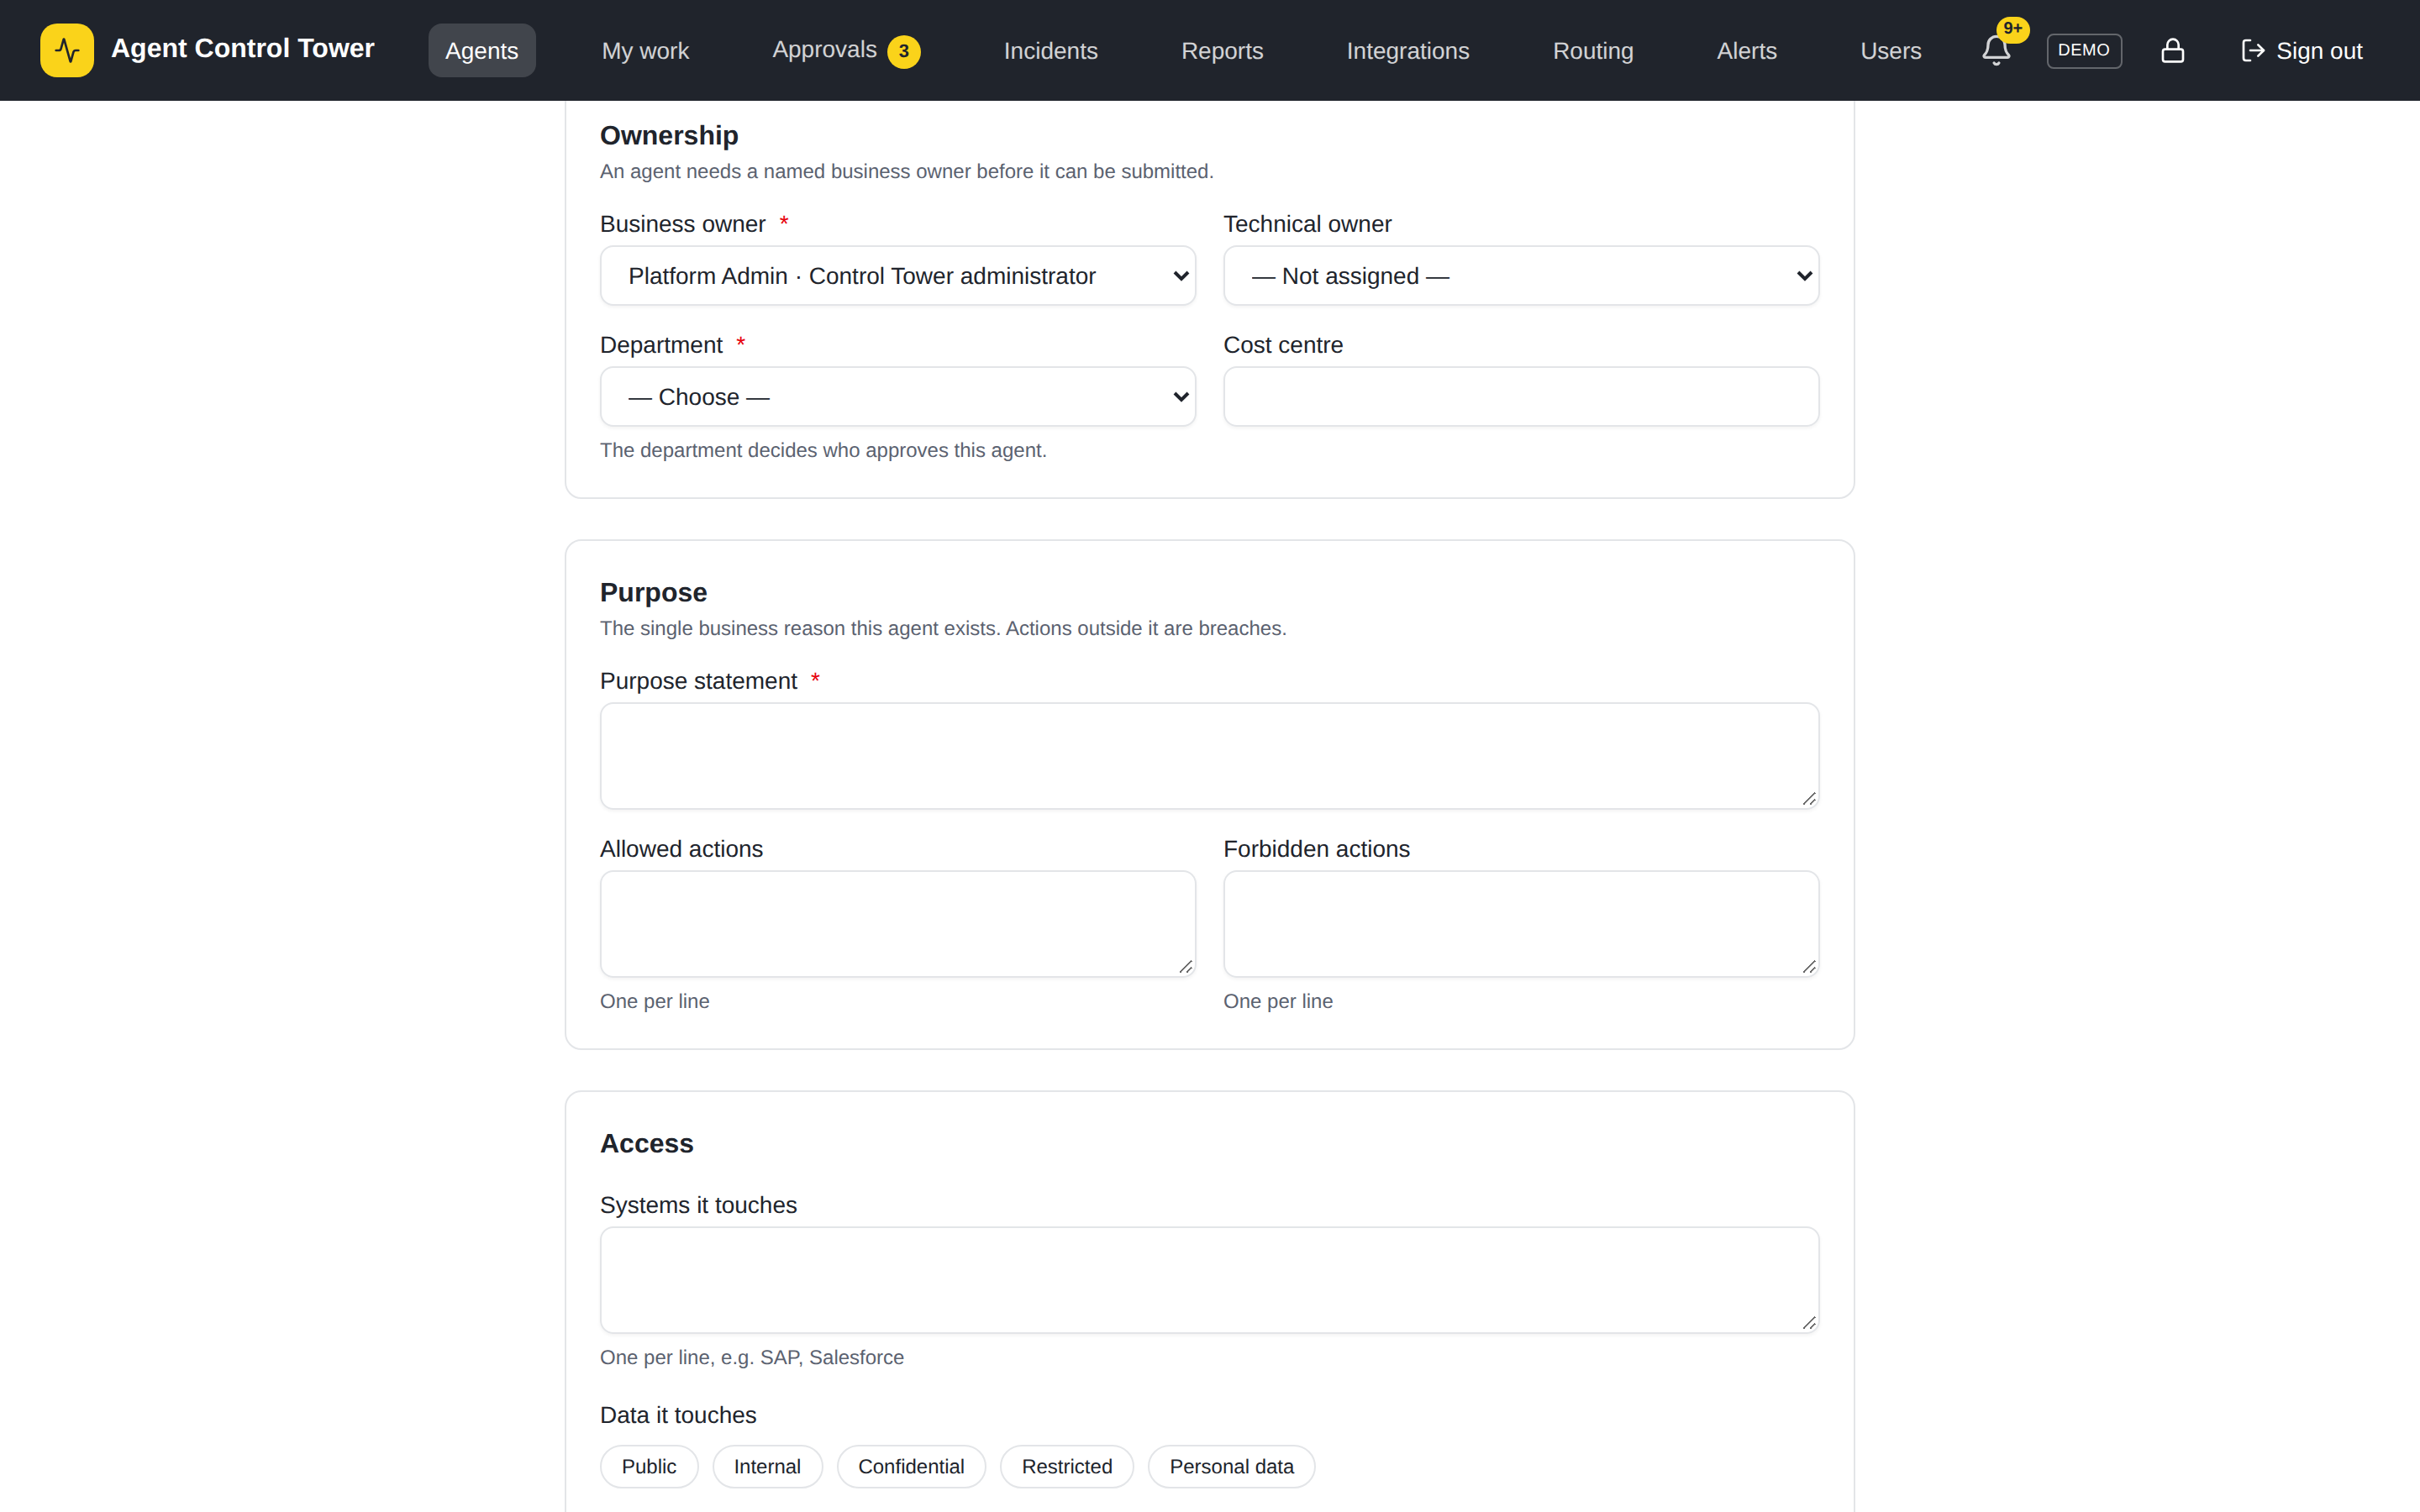 Agent Control Tower
Agents
My work
Approvals 3
Incidents
Reports
Integrations
Routing
Alerts
Users
9+
DEMO
Sign out
Ownership
An agent needs a named business owner before it can be submitted.
Business owner *
Technical owner
Platform Admin · Control Tower administrator
— Not assigned —
Department *
Cost centre
— Choose —
The department decides who approves this agent.
Purpose
The single business reason this agent exists. Actions outside it are breaches.
Purpose statement *
Allowed actions
Forbidden actions
One per line
One per line
Access
Systems it touches
One per line, e.g. SAP, Salesforce
Data it touches
Public
Internal
Confidential
Restricted
Personal data